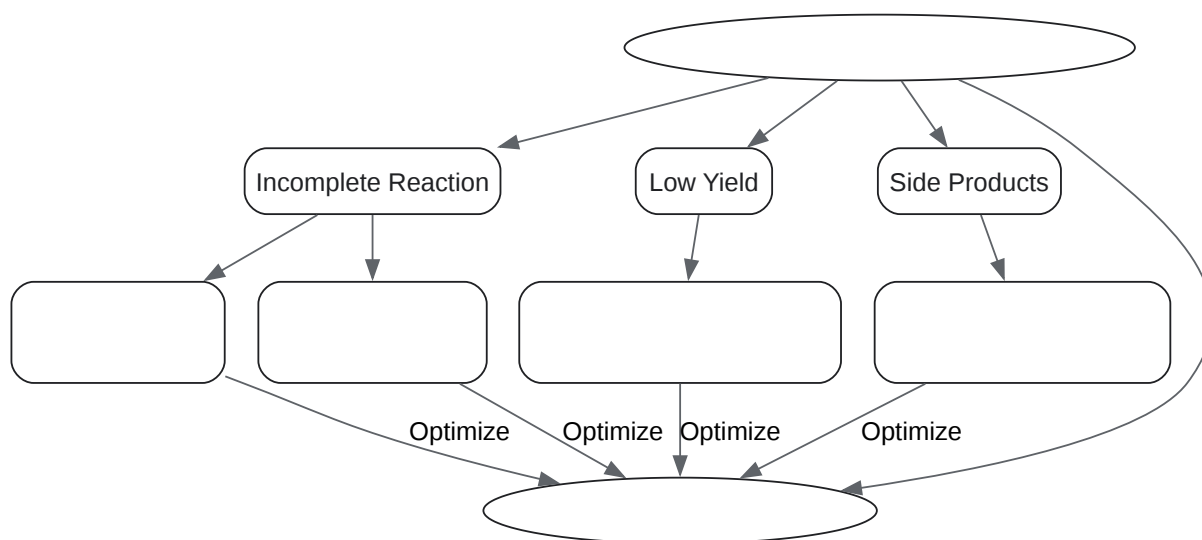 Incomplete Reaction
Low Yield
Side Products
Optimize
Optimize
Optimize
Optimize